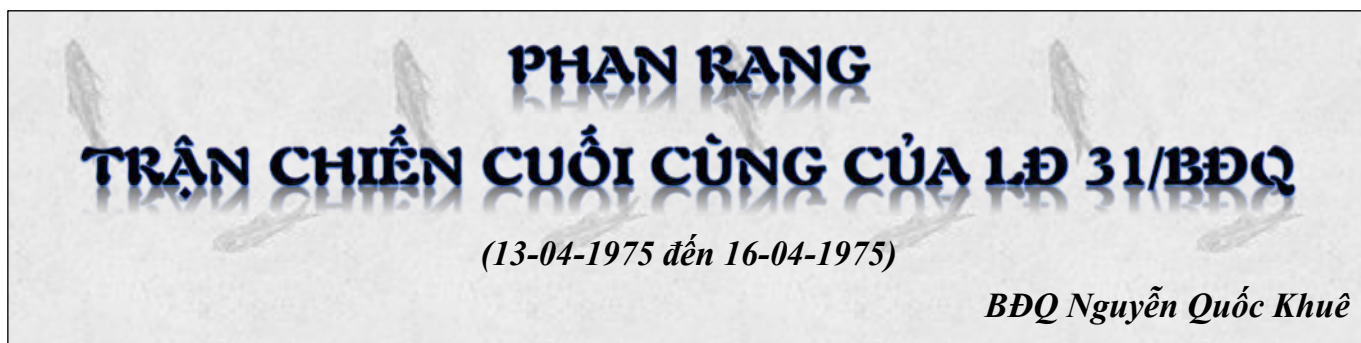 PHAN RANG
TRẬN CHIẾN CUỐI CÙNG CỦA LĐ 31/BĐQ
(13-04-1975 đến 16-04-1975)
BĐQ Nguyễn Quốc Khuê